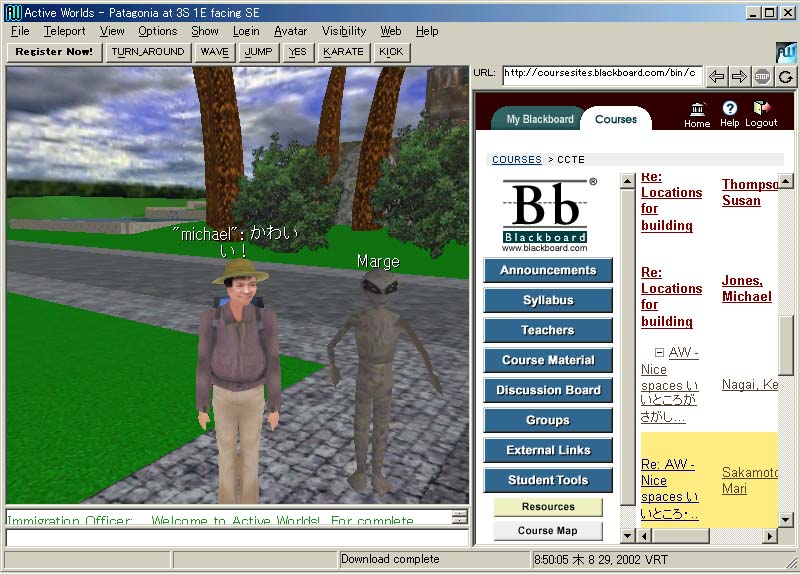 Active Worlds - Patagonia at 3S 1E facing SE
File Teleport View Options Show Login Avatar Visibility Web Help
Register Now! TURN_AROUND WAVE JUMP YES KARATE KICK
URL: http://coursesites.blackboard.com/bin/c
STOP
My Blackboard Courses
Home Help Logout
COURSES > CCTE
"michael": かわい
い！
Marge
Bb®
Blackboard
www.blackboard.com
Announcements
Syllabus
Teachers
Course Material
Discussion Board
Groups
External Links
Student Tools
Resources
Course Map
Re:
Locations
for
building
Thompso
Susan
Re:
Locations
for
building
Jones,
Michael
AW -
Nice
spaces い
いところが
さがし...
Nagai, Ke
Re: AW -
Nice
spaces い
いところ・..
Sakamoto
Mari
Immigration Officer: Welcome to Active Worlds! For complete
Download complete
8:50:05 木 8 29, 2002 VRT